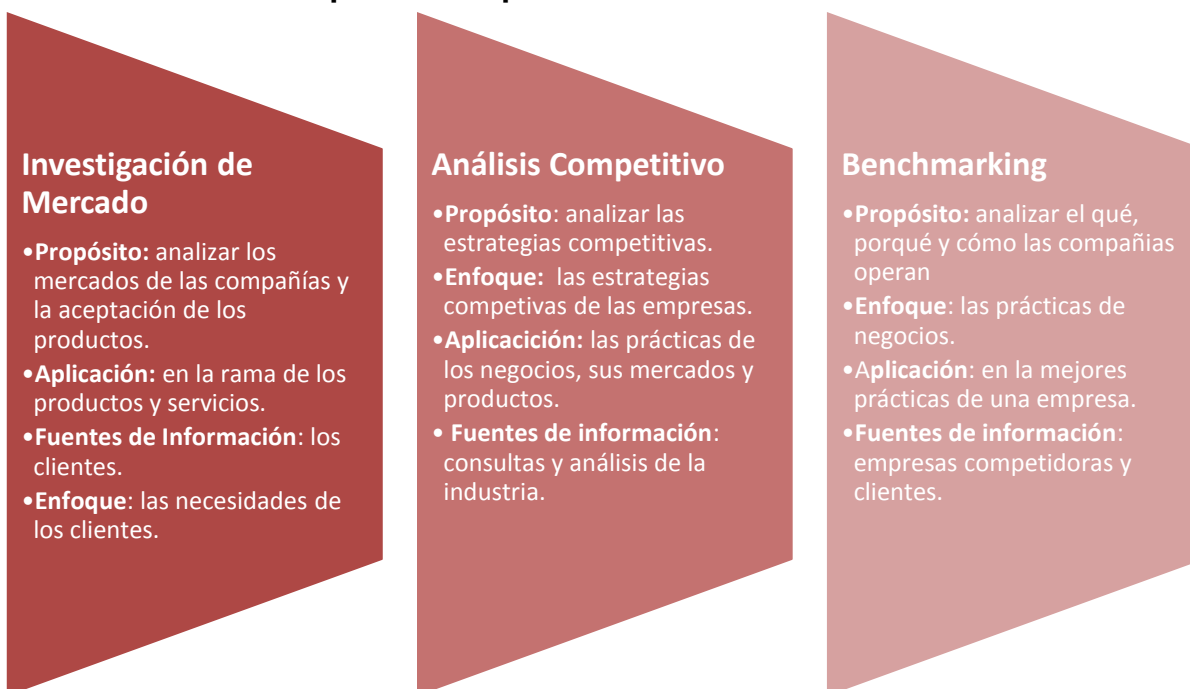 Investigación de
Mercado
•Propósito: analizar los
mercados de las compañías y
la aceptación de los
productos.
•Aplicación: en la rama de los
productos y servicios.
•Fuentes de Información: los
clientes.
•Enfoque: las necesidades de
los clientes.
Análisis Competitivo
•Propósito: analizar las
estrategias competitivas.
•Enfoque: las estrategias
competivas de las empresas.
•Aplicacición: las prácticas de
los negocios, sus mercados y
productos.
• Fuentes de información:
consultas y análisis de la
industria.
Benchmarking
•Propósito: analizar el qué,
porqué y cómo las compañias
operan
•Enfoque: las prácticas de
negocios.
•Aplicación: en la mejores
prácticas de una empresa.
•Fuentes de información:
empresas competidoras y
clientes.